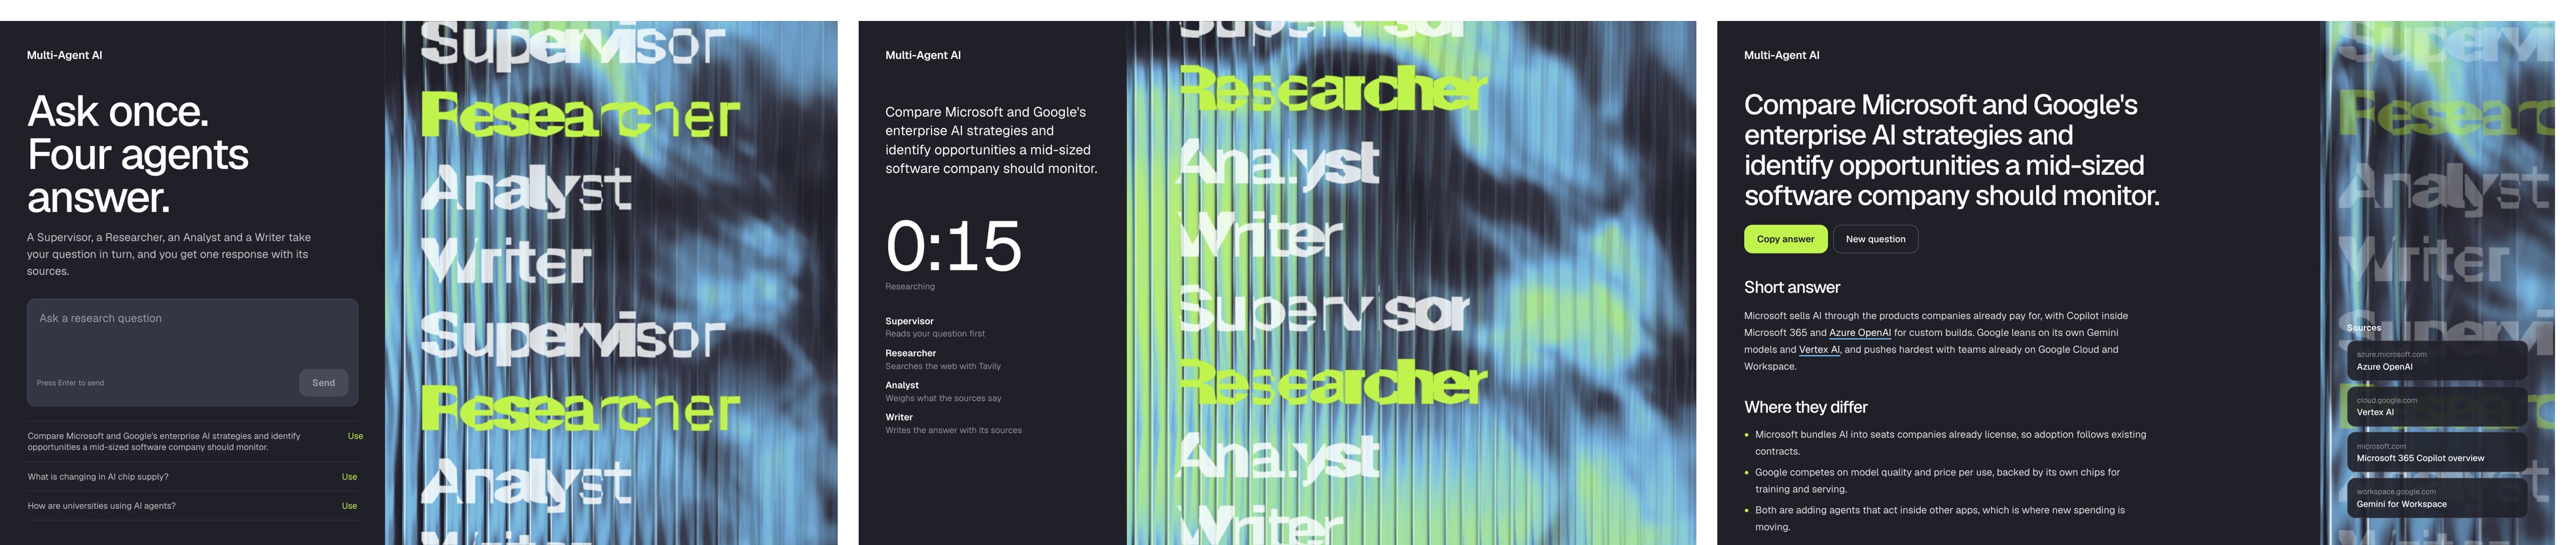 Multi-Agent AI
Ask once.
Four agents
answer.
A Supervisor, a Researcher, an Analyst and a Writer take
your question in turn, and you get one response with its
sources.
Ask a research question
Press Enter to send
Send
Compare Microsoft and Google's enterprise AI strategies and identify
opportunities a mid-sized software company should monitor.
Use
What is changing in AI chip supply?
Use
How are universities using AI agents?
Use
Supervisor
Researcher
Analyst
Writer
Supervisor
Researcher
Analyst
Writer
Multi-Agent AI
Compare Microsoft and Google's
enterprise AI strategies and
identify opportunities a mid-sized
software company should monitor.
0:15
Researching
Supervisor
Reads your question first
Researcher
Searches the web with Tavily
Analyst
Weighs what the sources say
Writer
Writes the answer with its sources
Supervisor
Researcher
Analyst
Writer
Supervisor
Researcher
Analyst
Writer
Multi-Agent AI
Compare Microsoft and Google's
enterprise AI strategies and
identify opportunities a mid-sized
software company should monitor.
Copy answer
New question
Short answer
Microsoft sells AI through the products companies already pay for, with Copilot inside
Microsoft 365 and Azure OpenAI for custom builds. Google leans on its own Gemini
models and Vertex AI, and pushes hardest with teams already on Google Cloud and
Workspace.
Where they differ
Microsoft bundles AI into seats companies already license, so adoption follows existing
contracts.
Google competes on model quality and price per use, backed by its own chips for
training and serving.
Both are adding agents that act inside other apps, which is where new spending is
moving.
Supervi
Researc
Analyst
Writer
Supervi
Sources
azure.microsoft.com
Azure OpenAI
cloud.google.com
Vertex AI
microsoft.com
Microsoft 365 Copilot overview
workspace.google.com
Gemini for Workspace